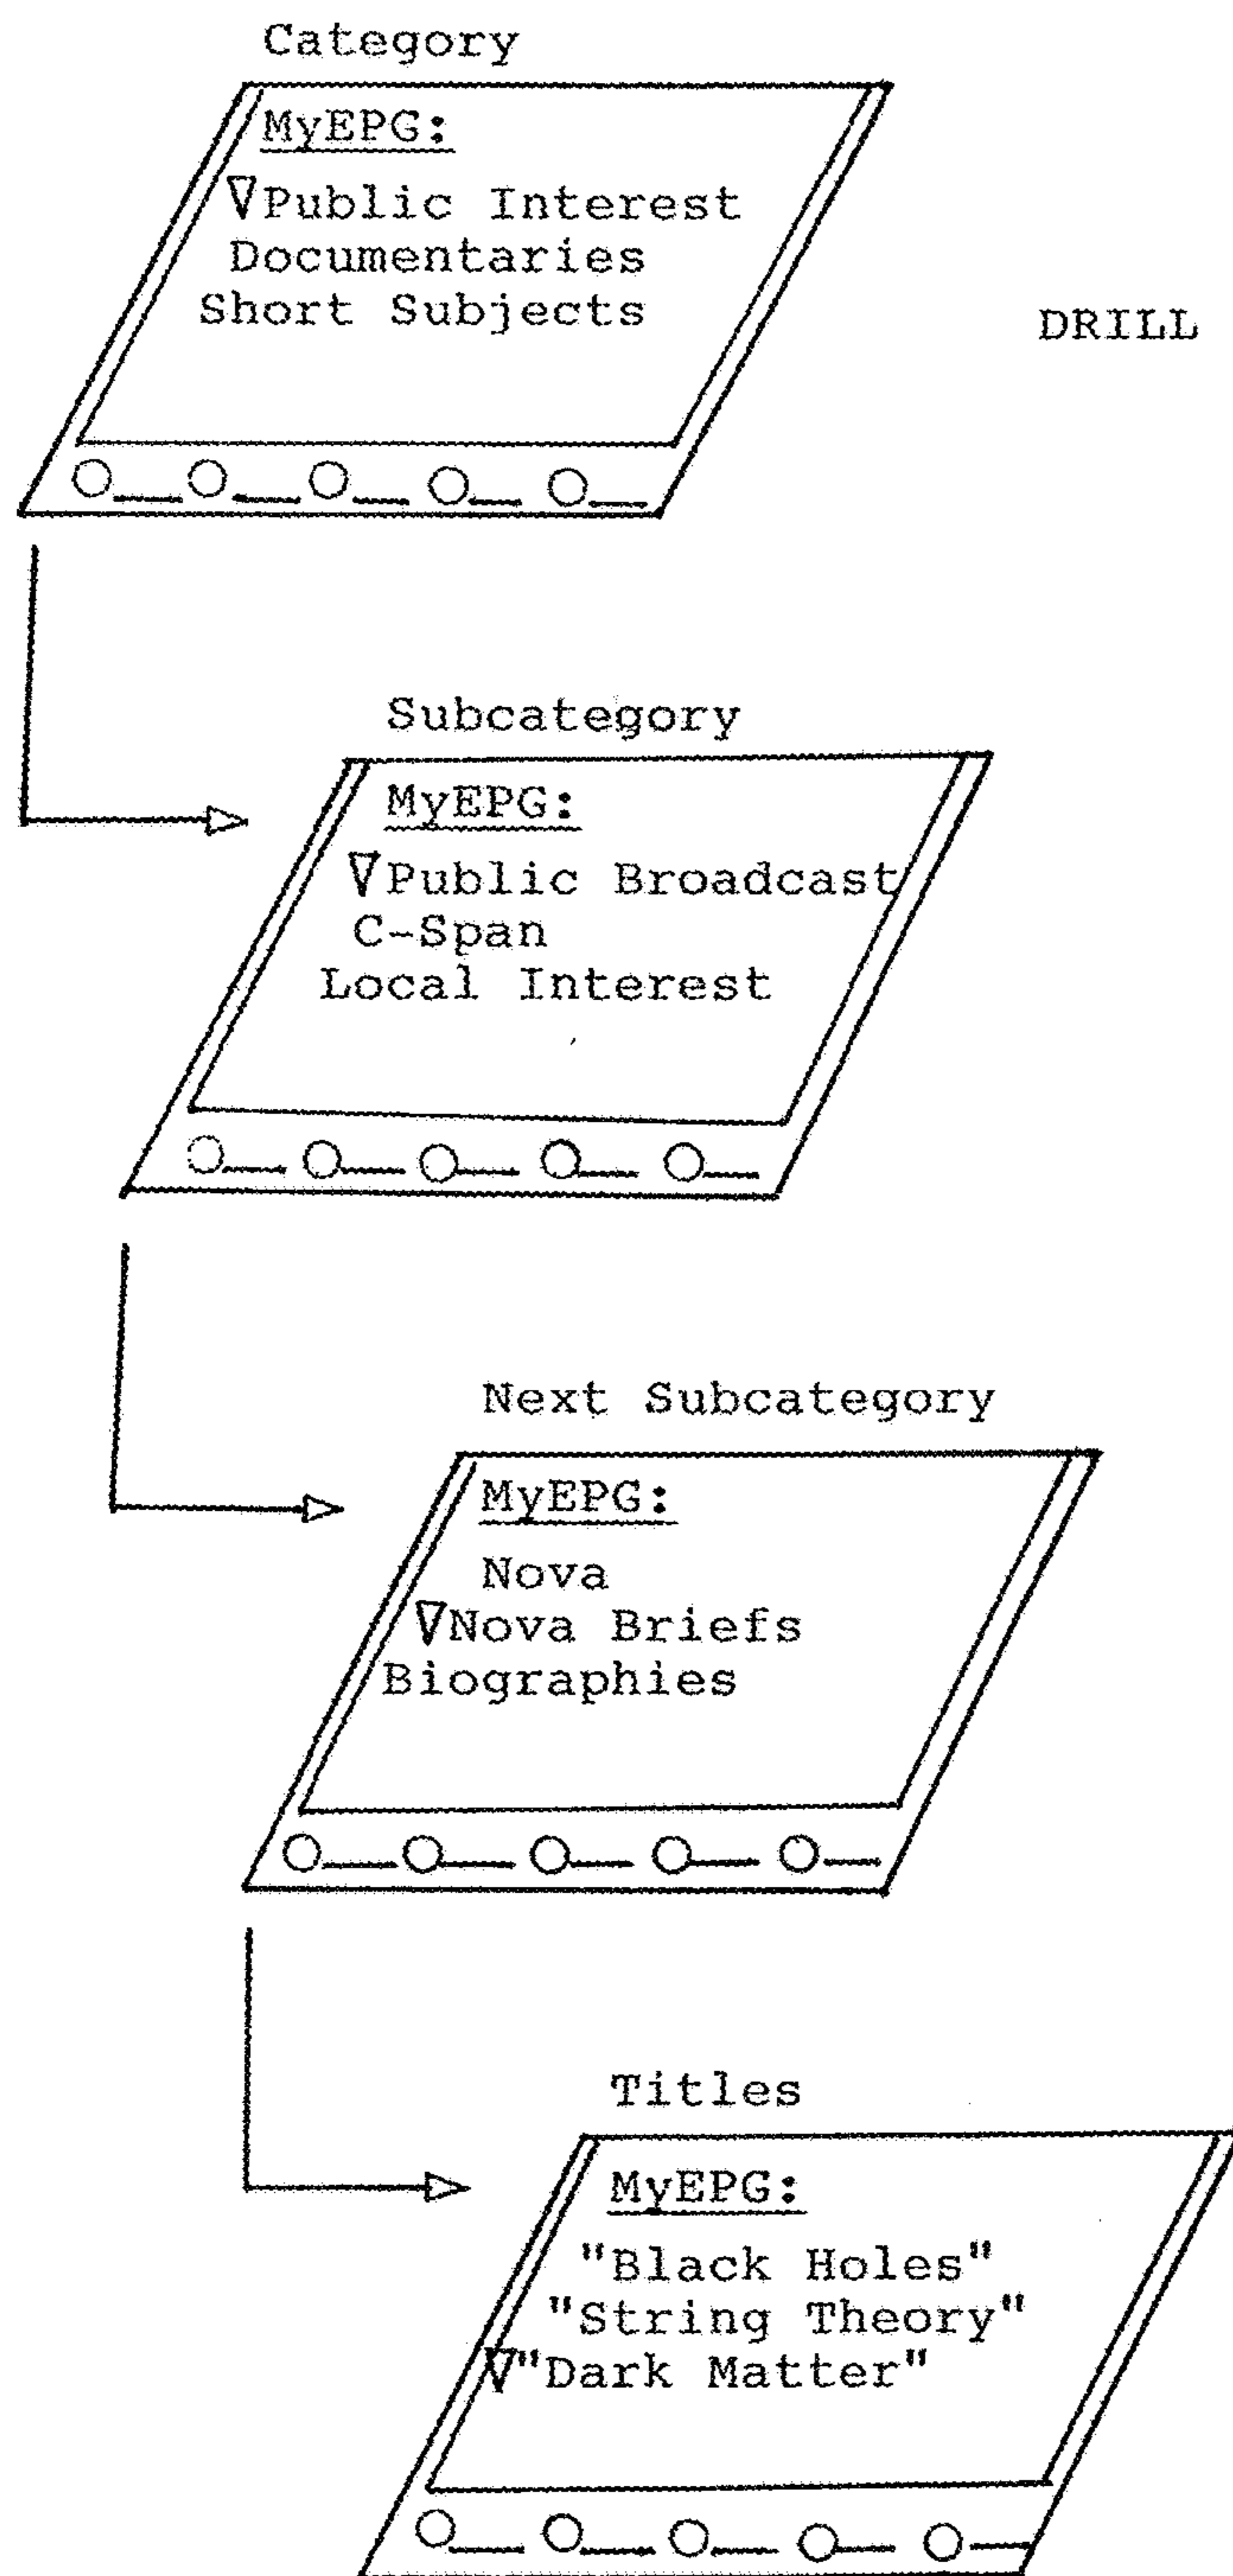 Category
MyEPG:
∇Public Interest
Documentaries
Short Subjects
DRILL
Subcategory
MyEPG:
∇Public Broadcast
C-Span
Local Interest
Next Subcategory
MyEPG:
Nova
∇Nova Briefs
Biographies
Titles
MyEPG:
"Black Holes"
"String Theory"
∇"Dark Matter"